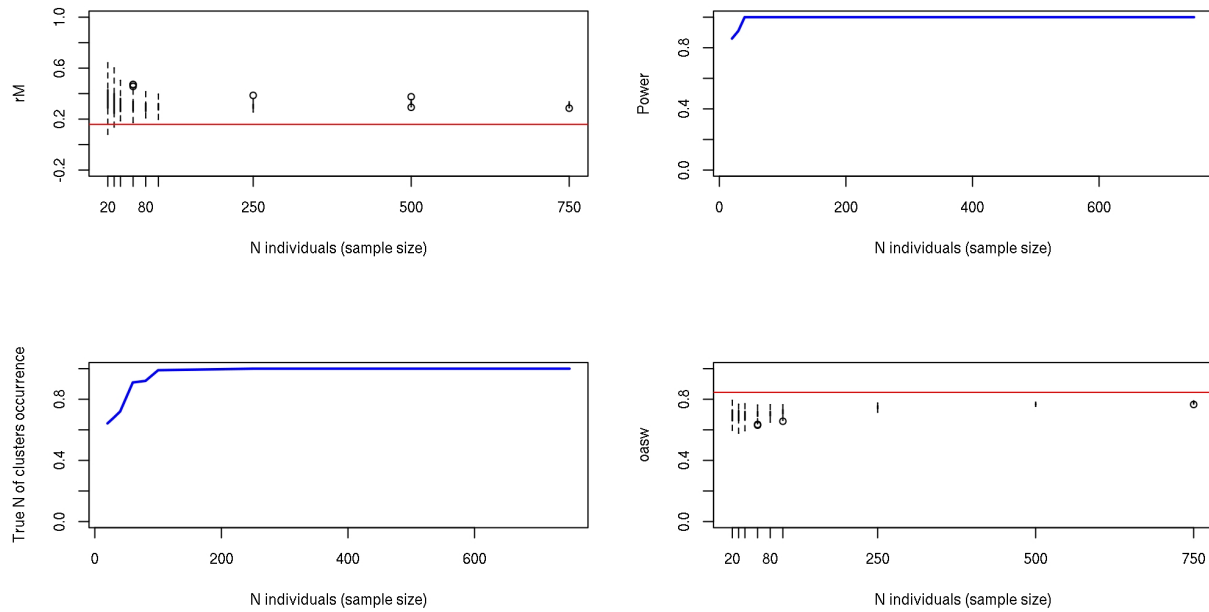 rM
1.0
0.6
0.2
-0.2
20 80 250 500 750
N individuals (sample size)
Power
0.8
0.4
0.0
0 200 400 600
N individuals (sample size)
True N of clusters occurrence
0.8
0.4
0.0
0 200 400 600
N individuals (sample size)
oasw
0.8
0.4
0.0
20 80 250 500 750
N individuals (sample size)